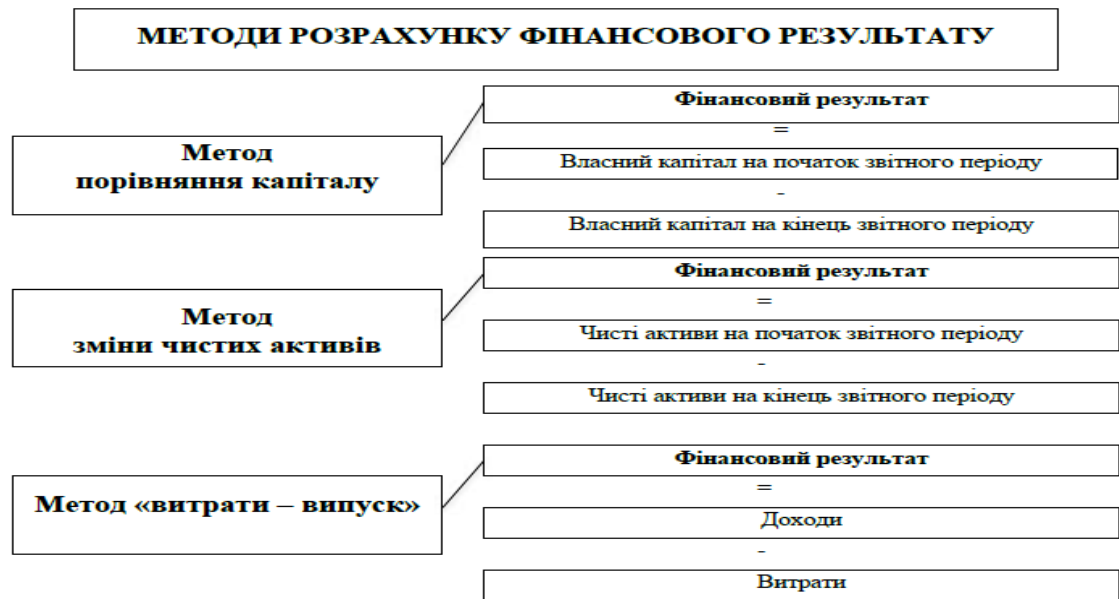 МЕТОДИ РОЗРАХУНКУ ФІНАНСОВОГО РЕЗУЛЬТАТУ
Метод
порівняння капіталу
Фінансовий результат
=
Власний капітал на початок звітного періоду
-
Власний капітал на кінець звітного періоду
Метод
зміни чистих активів
Фінансовий результат
=
Чисті активи на початок звітного періоду
-
Чисті активи на кінець звітного періоду
Метод «витрати – випуск»
Фінансовий результат
=
Доходи
-
Витрати